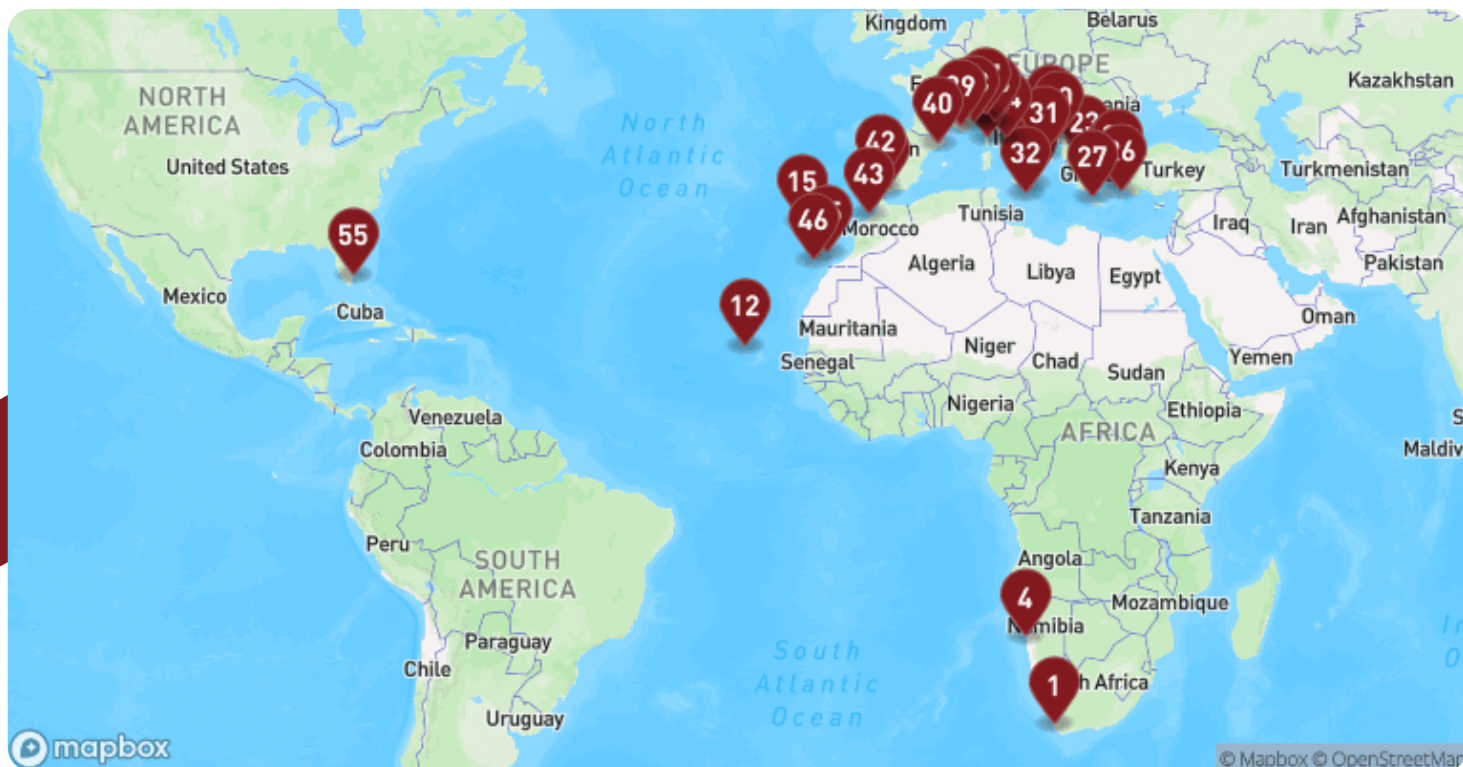 Kingdom
Belarus
EUROPE
Kazakhstan
NORTH
AMERICA
United States
North
Atlantic
Ocean
40
31
42
43
15
46
32
27
Turkey
Turkmenistan
Tunisia
Morocco
Iraq
Iran
Afghanistan
Pakistan
Algeria
Libya
Egypt
55
Mexico
Cuba
12
Mauritania
Oman
Senegal
Niger
Chad
Sudan
Yemen
Venezuela
Nigeria
Ethiopia
Colombia
AFRICA
Kenya
Tanzania
Peru
SOUTH
AMERICA
Angola
4
Mozambique
Paraguay
Chile
South
Atlantic
Ocean
1
h Africa
Uruguay
mapbox
© Mapbox © OpenStreetMap